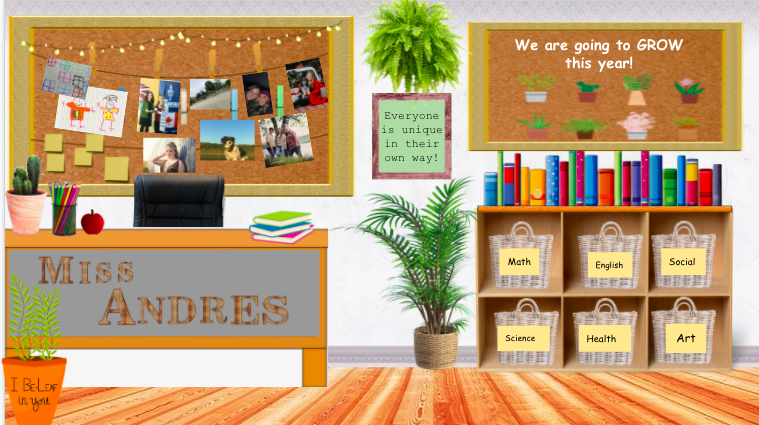 We are going to GROW
this year!
Everyone
is unique
in their
own way!
MISS
ANDRES
Math
English
Social
Science
Health
Art
I BeLeaf
in you